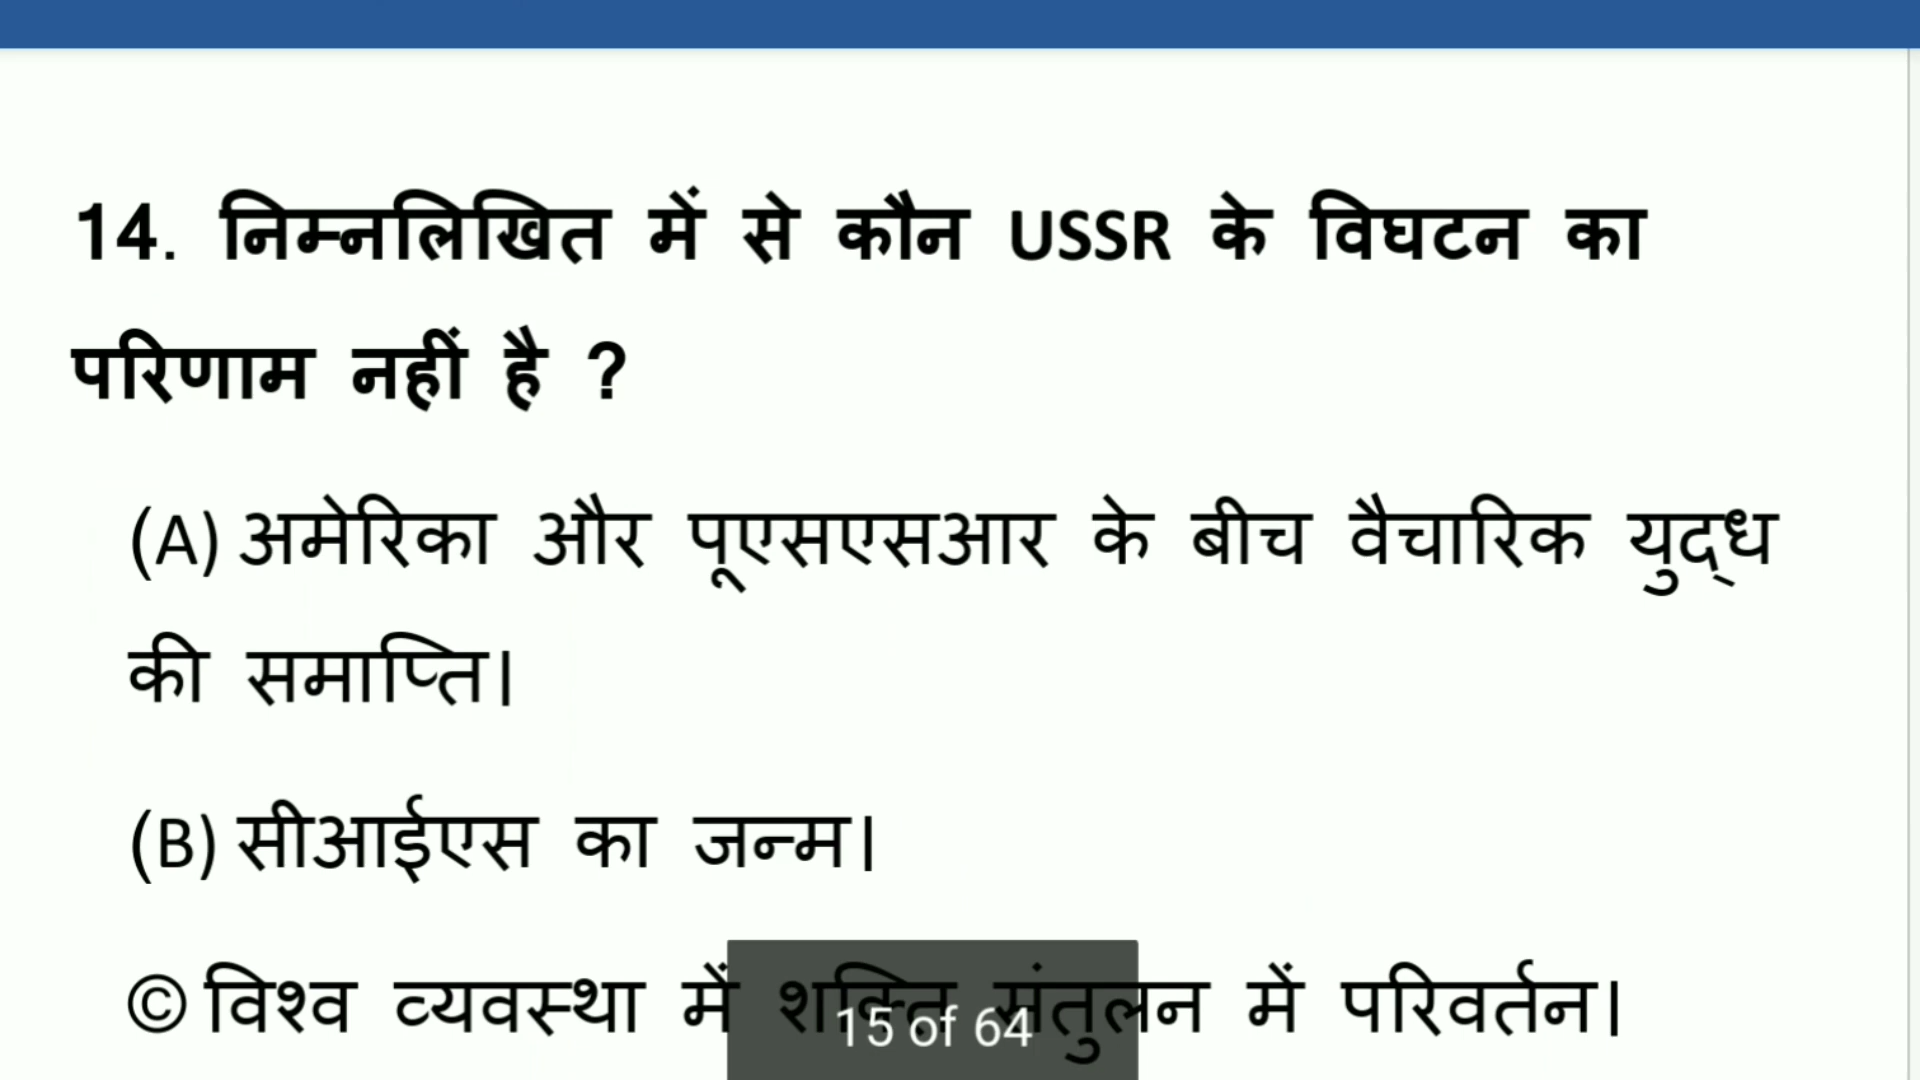 14. निम्नलिखित में से कौन USSR के विघटन का
परिणाम नहीं है ?
(A) अमेरिका और पूएसएसआर के बीच वैचारिक युद्ध
की समाप्ति।
(B) सीआईएस का जन्म।
© विश्व व्यवस्था में शक्ति संतुलन में परिवर्तन।
15 of 64